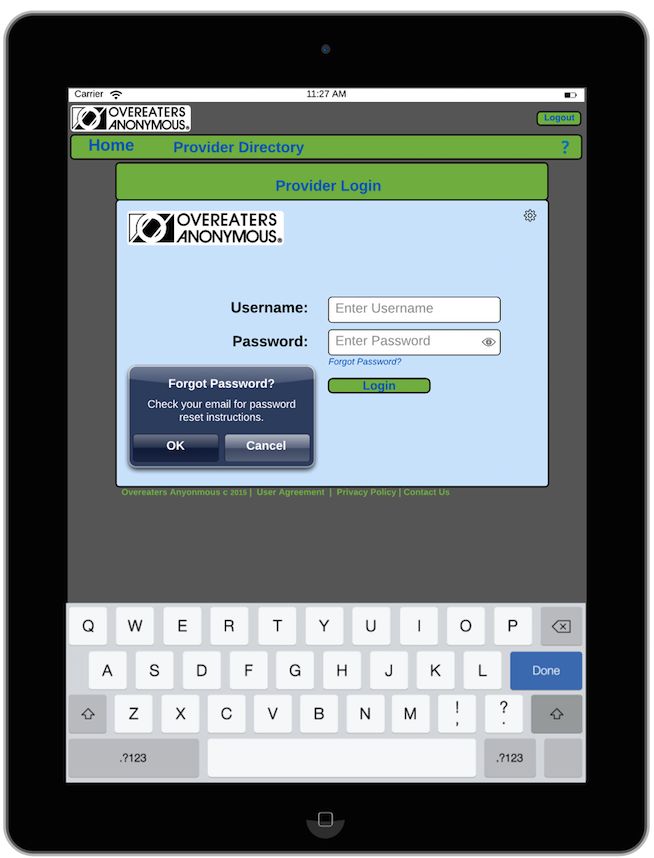 Carrier 11:27 AM
OVEREATERS
ANONYMOUS®
Logout
Home Provider Directory ?
Provider Login
OVEREATERS
ANONYMOUS®
Username: Enter Username
Password: Enter Password
Forgot Password?
Login
Forgot Password?
Check your email for password
reset instructions.
OK Cancel
Overeaters Anyonmous c 2015 | User Agreement | Privacy Policy | Contact Us
Q W E R T Y U I O P
A S D F G H J K L Done
Z X C V B N M ! , ? .
.?123 .?123